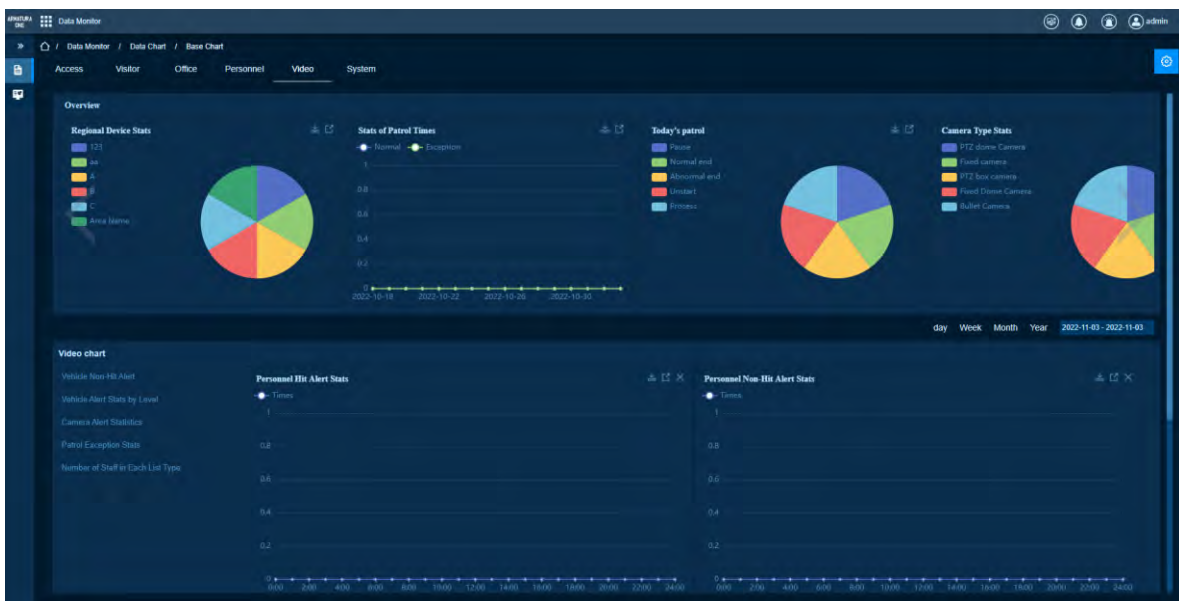 ARMATURA
ONE
Data Monitor
admin
/ Data Monitor / Data Chart / Base Chart
Access Visitor Office Personnel Video System
Overview
Regional Device Stats
123
aa
A
B
C
Area Name
Stats of Patrol Times
Normal Exception
1
0.8
0.6
0.4
0.2
0
2022-10-18 2022-10-22 2022-10-26 2022-10-30
Today's patrol
Pause
Normal end
Abnormal end
Unstart
Process
Camera Type Stats
PTZ dome Camera
Fixed camera
PTZ box camera
Fixed Dome Camera
Bullet Camera
day Week Month Year 2022-11-03 - 2022-11-03
Video chart
Vehicle Non-Hit Alert
Vehicle Alert Stats by Level
Camera Alert Statistics
Patrol Exception Stats
Number of Staff in Each List Type
Personnel Hit Alert Stats
Times
1
0.8
0.6
0.4
0.2
0
0:00 2:00 4:00 6:00 8:00 10:00 12:00 14:00 16:00 18:00 20:00 22:00 24:00
Personnel Non-Hit Alert Stats
Times
1
0.8
0.6
0.4
0.2
0
0:00 2:00 4:00 6:00 8:00 10:00 12:00 14:00 16:00 18:00 20:00 22:00 24:00